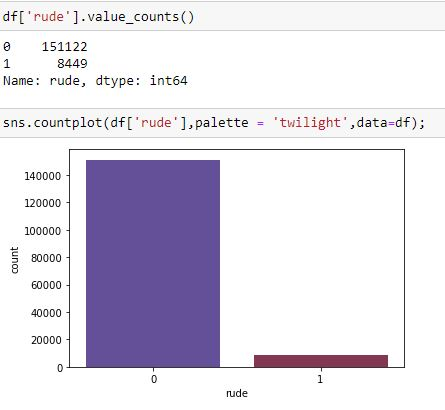 df['rude'].value_counts()
0    151122
1      8449
Name: rude, dtype: int64
sns.countplot(df['rude'],palette = 'twilight',data=df);
140000
120000
100000
80000
60000
40000
20000
0
count
0 1
rude